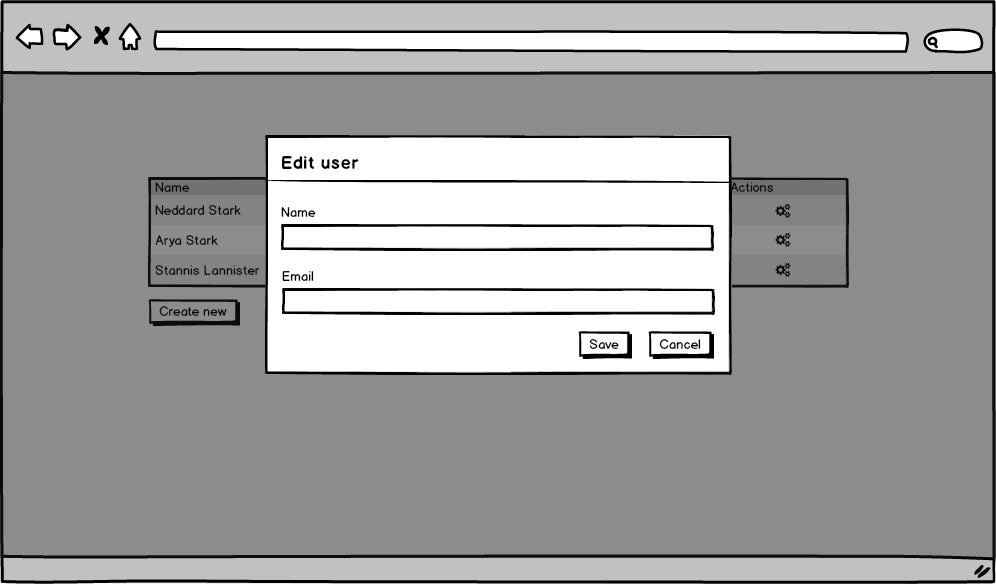 Edit user
Name
Actions
Neddard Stark
Name
Arya Stark
Stannis Lannister
Email
Create new
Save
Cancel